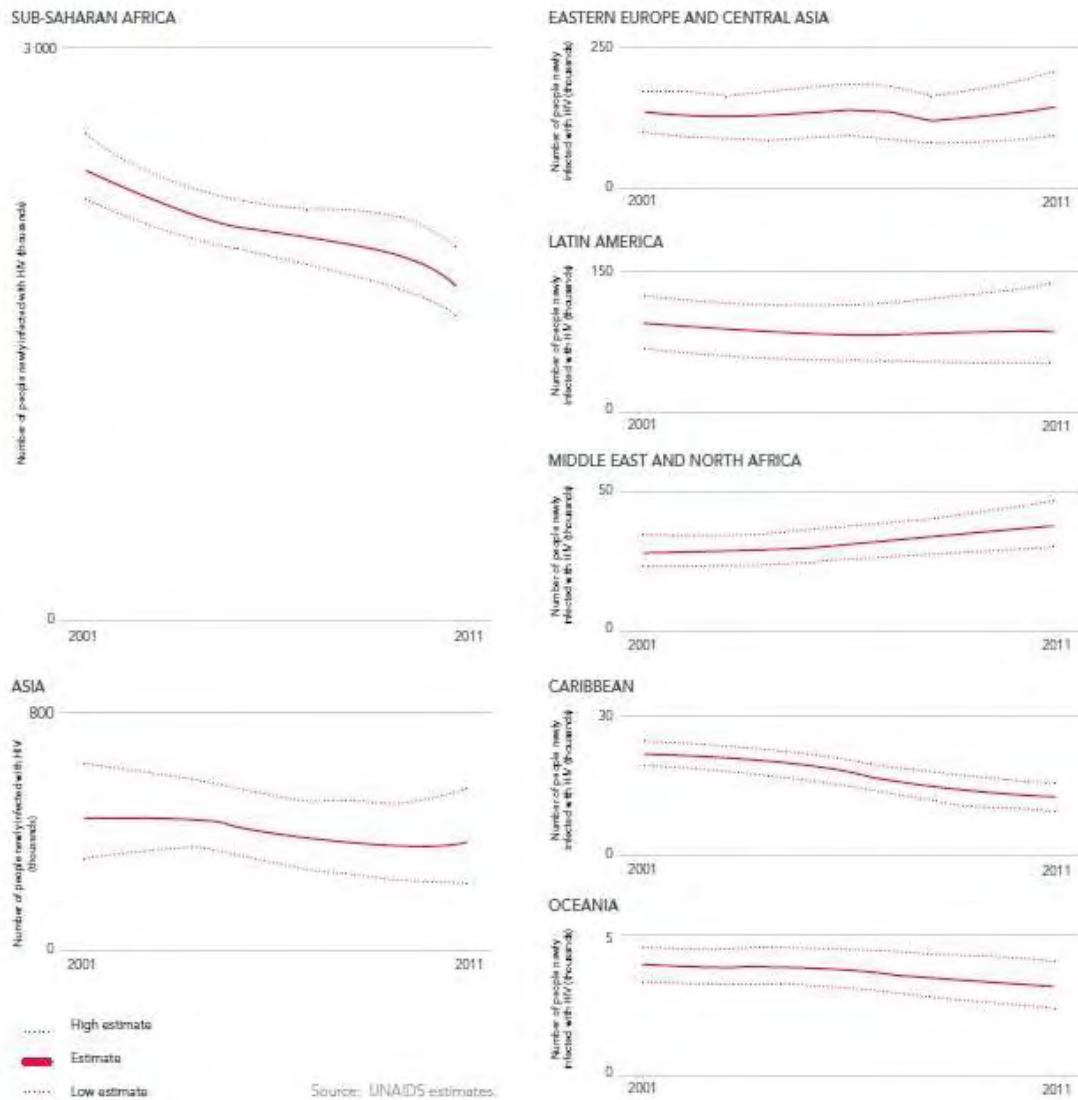 SUB-SAHARAN AFRICA
3 000
Number of people newly infected with HIV (thousands)
0
2001
2011
ASIA
800
Number of people newly infected with HIV
(thousands)
0
2001
2011
High estimate
Estimate
Low estimate
Source: UNAIDS estimates.
EASTERN EUROPE AND CENTRAL ASIA
250
Number of people newly
infected with HIV (thousands)
0
2001
2011
LATIN AMERICA
150
Number of people newly
infected with HIV (thousands)
0
2001
2011
MIDDLE EAST AND NORTH AFRICA
50
Number of people newly
infected with HIV (thousands)
0
2001
2011
CARIBBEAN
30
Number of people newly
infected with HIV (thousands)
0
2001
2011
OCEANIA
5
Number of people newly
infected with HIV (thousands)
0
2001
2011